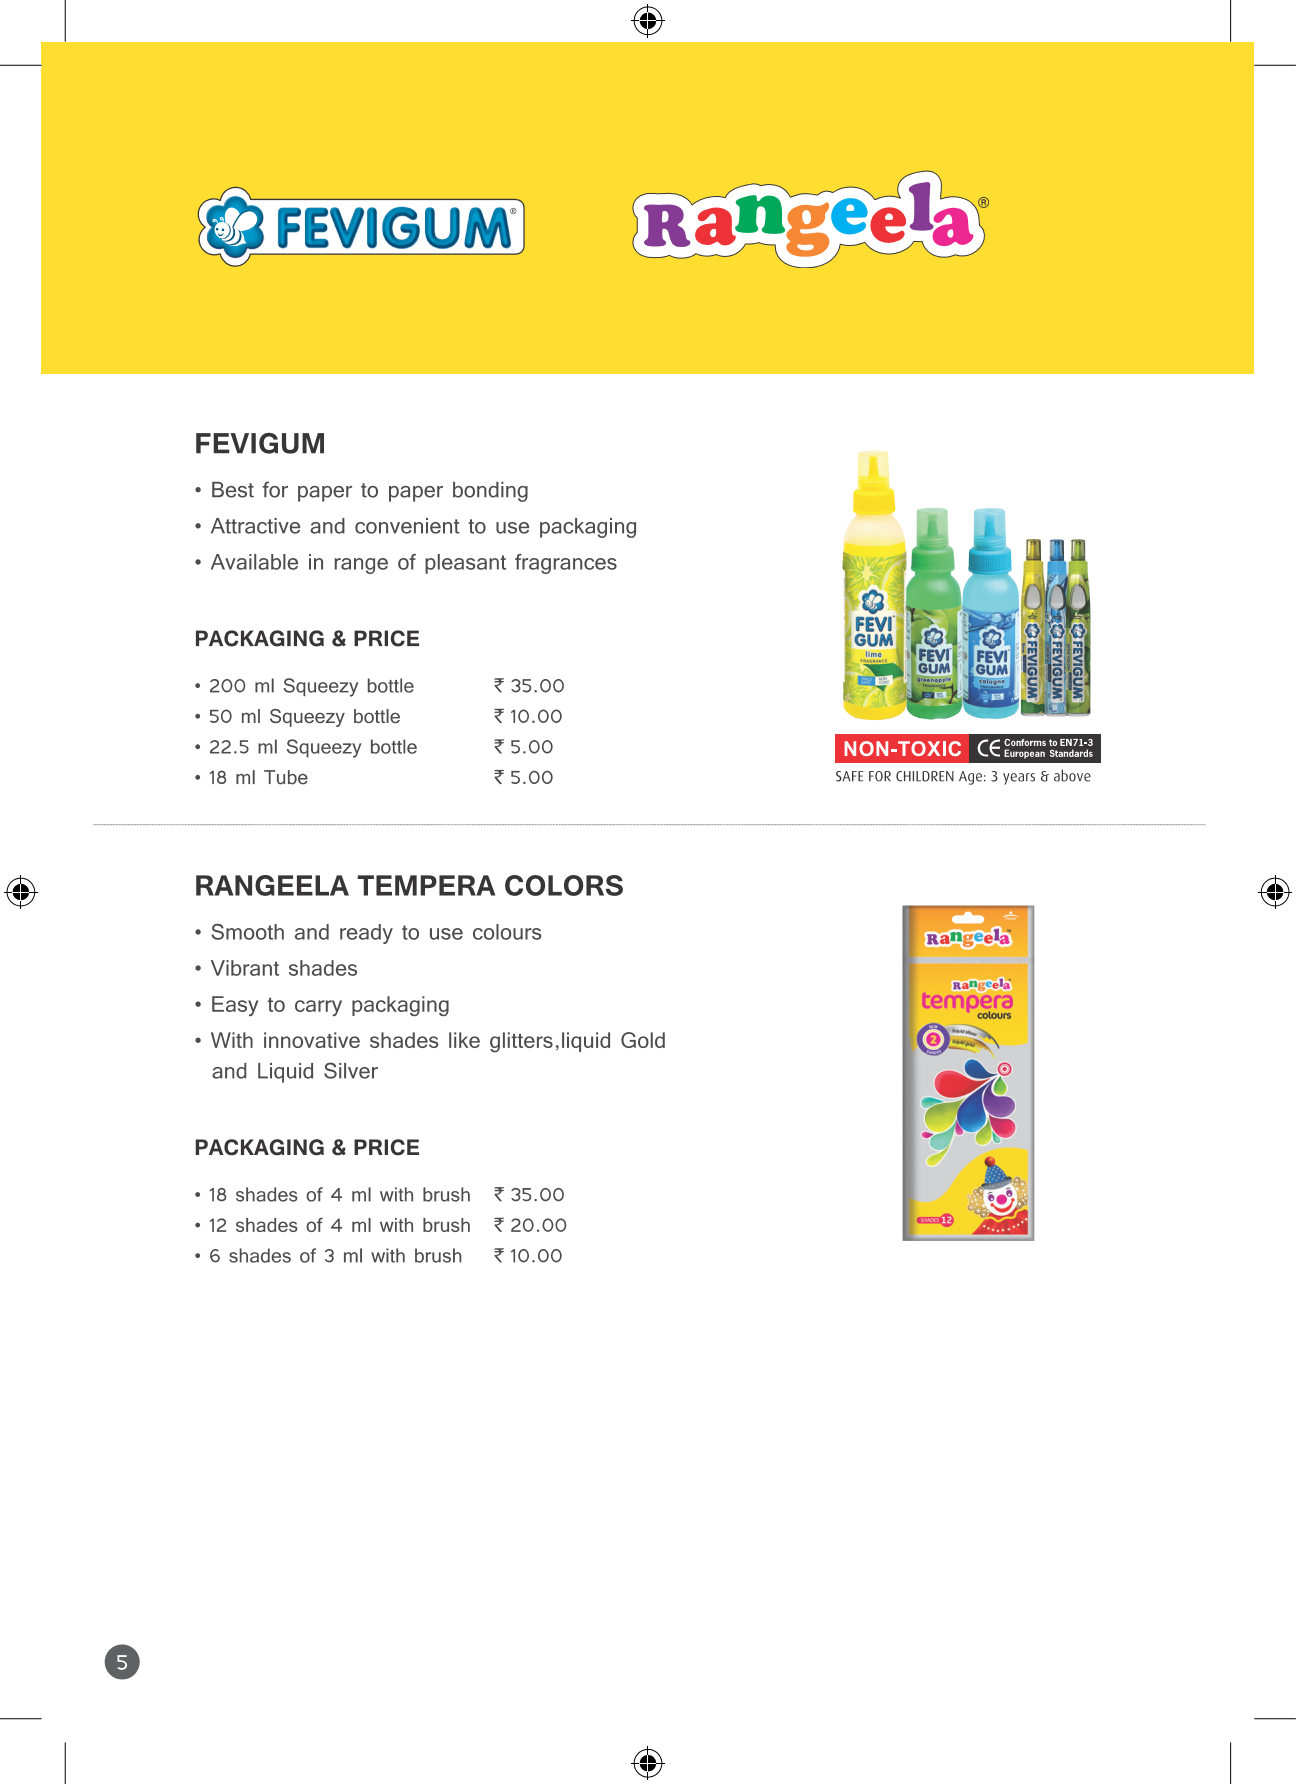 FEVIGUM®
Rangeela®
FEVIGUM
• Best for paper to paper bonding
• Attractive and convenient to use packaging
• Available in range of pleasant fragrances
PACKAGING & PRICE
• 200 ml Squeezy bottle ₹ 35.00
• 50 ml Squeezy bottle ₹ 10.00
• 22.5 ml Squeezy bottle ₹ 5.00
• 18 ml Tube ₹ 5.00
FEVI
GUM
lime
FRAGRANCE
FEVI
GUM
greenapple
FRAGRANCE
FEVI
GUM
cologne
FRAGRANCE
FEVIGUM
FEVIGUM
FEVIGUM
NON-TOXIC CE Conforms to EN71-3
European Standards
SAFE FOR CHILDREN Age: 3 years & above
RANGEELA TEMPERA COLORS
• Smooth and ready to use colours
• Vibrant shades
• Easy to carry packaging
• With innovative shades like glitters,liquid Gold
and Liquid Silver
PACKAGING & PRICE
• 18 shades of 4 ml with brush ₹ 35.00
• 12 shades of 4 ml with brush ₹ 20.00
• 6 shades of 3 ml with brush ₹ 10.00
Rangeela
Rangeela
tempera
colours
NEW
2
SHADES
liquid silver
liquid gold
SHADES 12
5